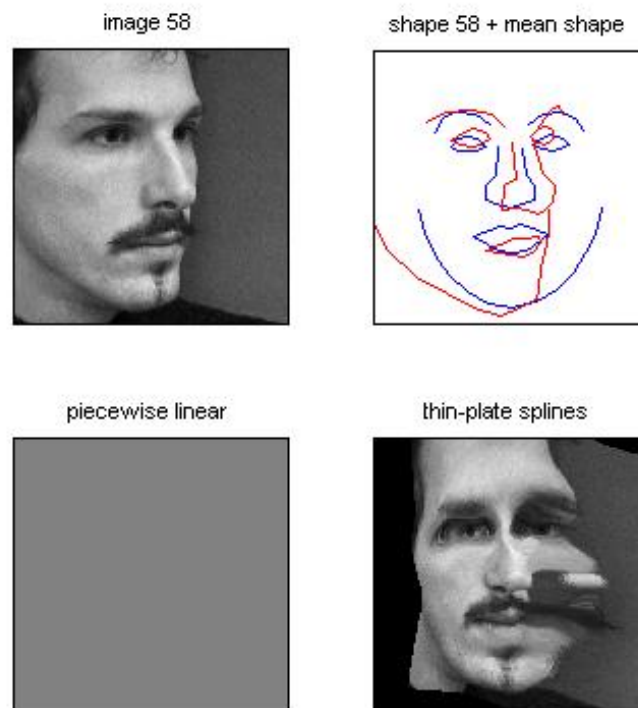 image 58
shape 58 + mean shape
piecewise linear
thin-plate splines